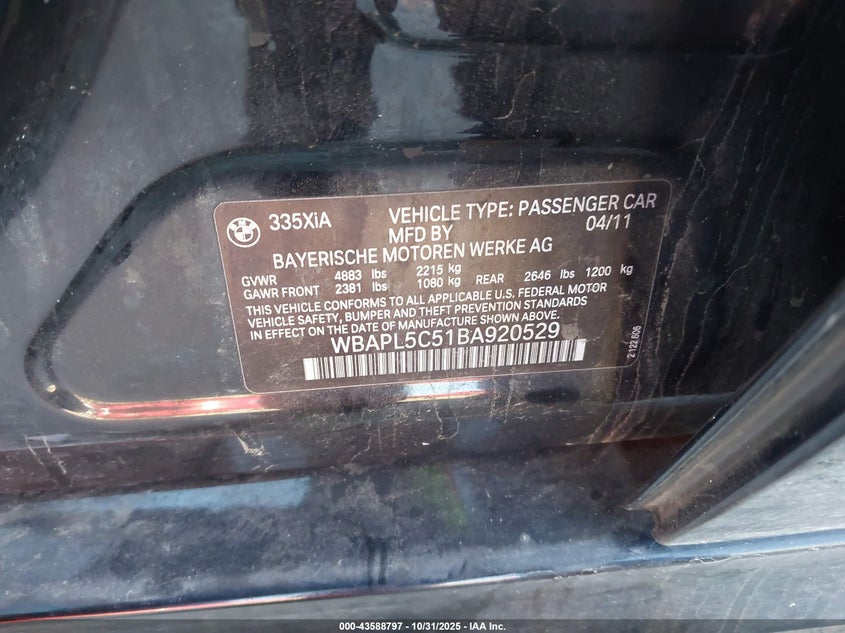 335XiA VEHICLE TYPE: PASSENGER CAR
MFD BY 04/11
BAYERISCHE MOTOREN WERKE AG
GVWR 4883 lbs 2215 kg
GAWR FRONT 2381 lbs 1080 kg REAR 2646 lbs 1200 kg
THIS VEHICLE CONFORMS TO ALL APPLICABLE U.S. FEDERAL MOTOR
VEHICLE SAFETY, BUMPER AND THEFT PREVENTION STANDARDS
IN EFFECT ON THE DATE OF MANUFACTURE SHOWN ABOVE.
WBAPL5C51BA920529
2122 606
000-43588797 - 10/31/2025 - IAA Inc.